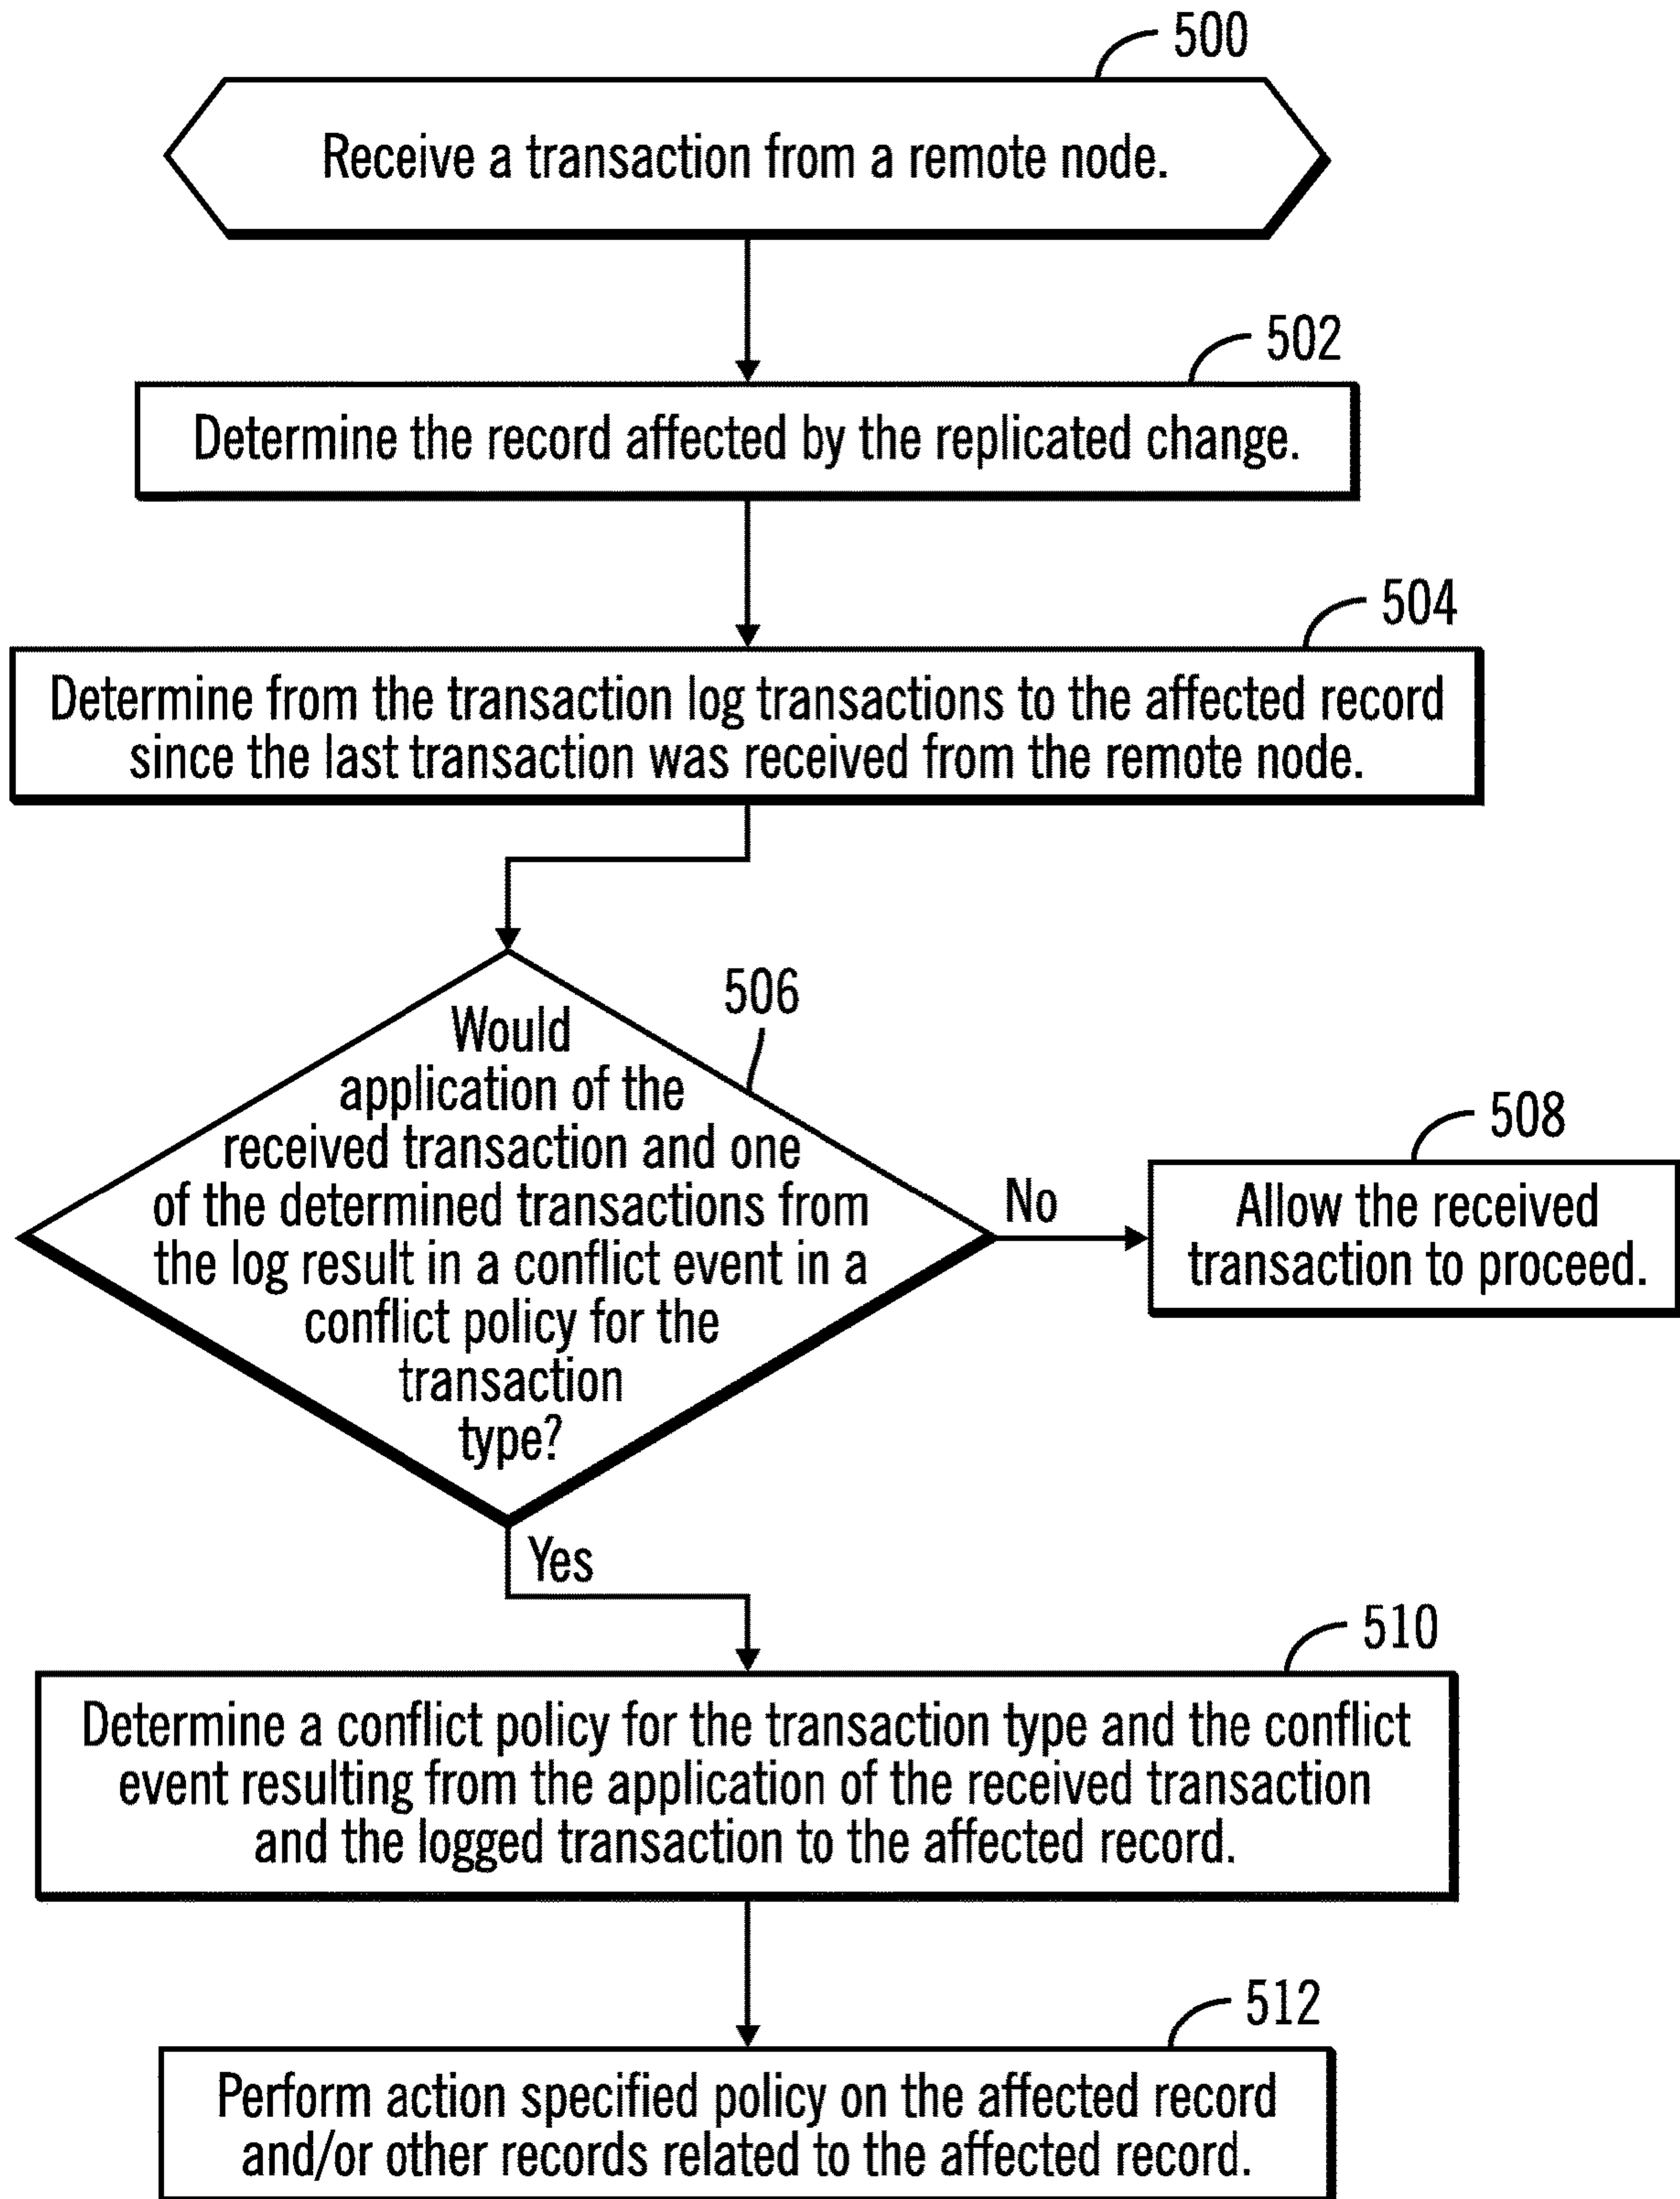 500
Receive a transaction from a remote node.
502
Determine the record affected by the replicated change.
504
Determine from the transaction log transactions to the affected record
since the last transaction was received from the remote node.
506
Would
application of the
received transaction and one
of the determined transactions from
the log result in a conflict event in a
conflict policy for the
transaction
type?
No
508
Allow the received
transaction to proceed.
Yes
510
Determine a conflict policy for the transaction type and the conflict
event resulting from the application of the received transaction
and the logged transaction to the affected record.
512
Perform action specified policy on the affected record
and/or other records related to the affected record.